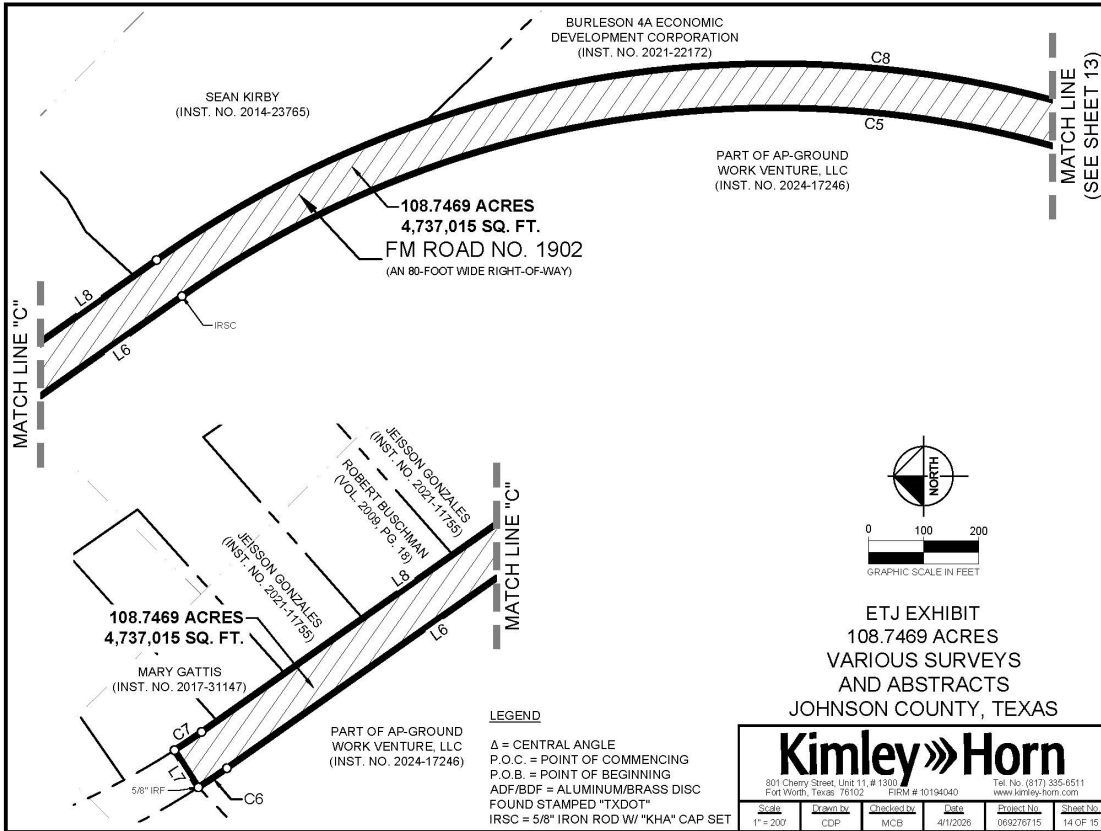 BURLESON 4A ECONOMIC
DEVELOPMENT CORPORATION
(INST. NO. 2021-22172)
C8
SEAN KIRBY
(INST. NO. 2014-23765)
MATCH LINE
(SEE SHEET 13)
C5
PART OF AP-GROUND
WORK VENTURE, LLC
(INST. NO. 2024-17246)
108.7469 ACRES
4,737,015 SQ. FT.
FM ROAD NO. 1902
(AN 80-FOOT WIDE RIGHT-OF-WAY)
L8
IRSC
L6
MATCH LINE "C"
JEISSON GONZALES
(INST. NO. 2021-11755)
ROBERT BUSCHMAN
(VOL. 2009, PG. 18)
JEISSON GONZALES
(INST. NO. 2021-11755)
L8
MATCH LINE "C"
L6
108.7469 ACRES
4,737,015 SQ. FT.
MARY GATTIS
(INST. NO. 2017-31147)
C7
L7
5/8" IRF
C6
PART OF AP-GROUND
WORK VENTURE, LLC
(INST. NO. 2024-17246)
LEGEND
Δ = CENTRAL ANGLE
P.O.C. = POINT OF COMMENCING
P.O.B. = POINT OF BEGINNING
ADF/BDF = ALUMINUM/BRASS DISC
FOUND STAMPED "TXDOT"
IRSC = 5/8" IRON ROD W/ "KHA" CAP SET
NORTH
0 100 200
GRAPHIC SCALE IN FEET
ETJ EXHIBIT
108.7469 ACRES
VARIOUS SURVEYS
AND ABSTRACTS
JOHNSON COUNTY, TEXAS
Kimley»Horn
801 Cherry Street, Unit 11, # 1300 Tel. No. (817) 335-6511
Fort Worth, Texas 76102 FIRM # 10194040 www.kimley-horn.com
Scale Drawn by Checked by Date Project No. Sheet No.
1" = 200' CDP MCB 4/1/2026 069276715 14 OF 15